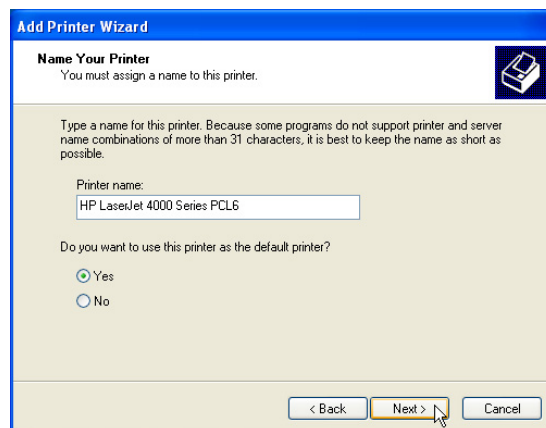 Add Printer Wizard
Name Your Printer
You must assign a name to this printer.
Type a name for this printer. Because some programs do not support printer and server
name combinations of more than 31 characters, it is best to keep the name as short as
possible.
Printer name:
HP LaserJet 4000 Series PCL6
Do you want to use this printer as the default printer?
Yes
No
< Back
Next >
Cancel